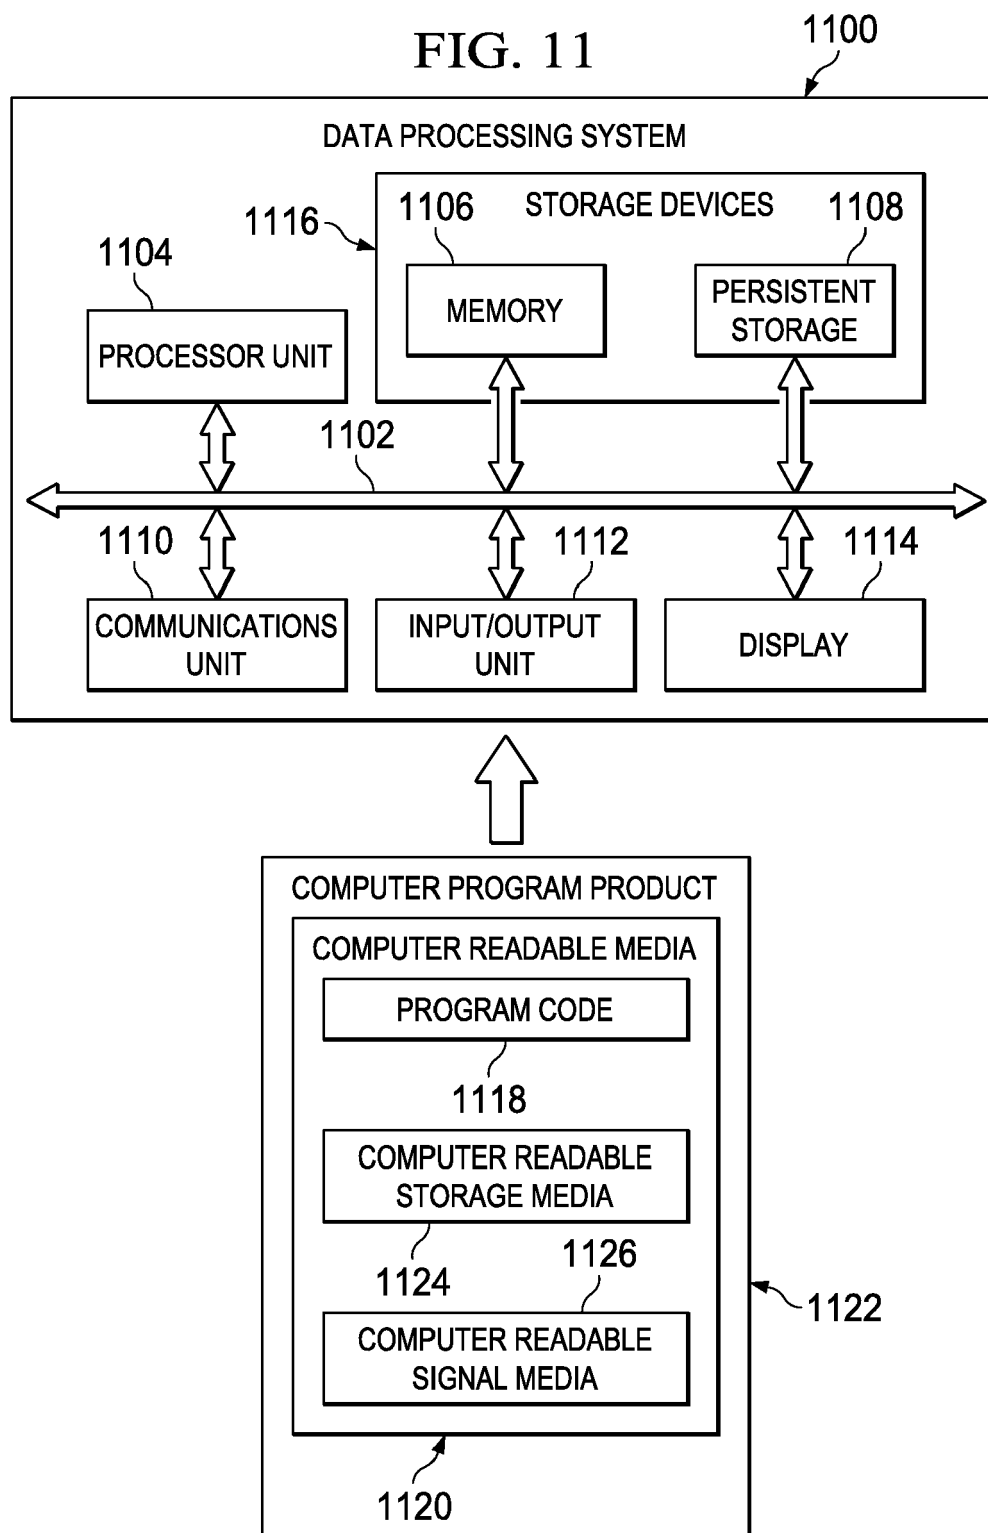 FIG. 11
1100
DATA PROCESSING SYSTEM
1116
STORAGE DEVICES
1106
1108
1104
MEMORY
PERSISTENT
STORAGE
PROCESSOR UNIT
1102
1110
1112
1114
COMMUNICATIONS
UNIT
INPUT/OUTPUT
UNIT
DISPLAY
COMPUTER PROGRAM PRODUCT
COMPUTER READABLE MEDIA
PROGRAM CODE
1118
COMPUTER READABLE
STORAGE MEDIA
1124
1126
COMPUTER READABLE
SIGNAL MEDIA
1122
1120